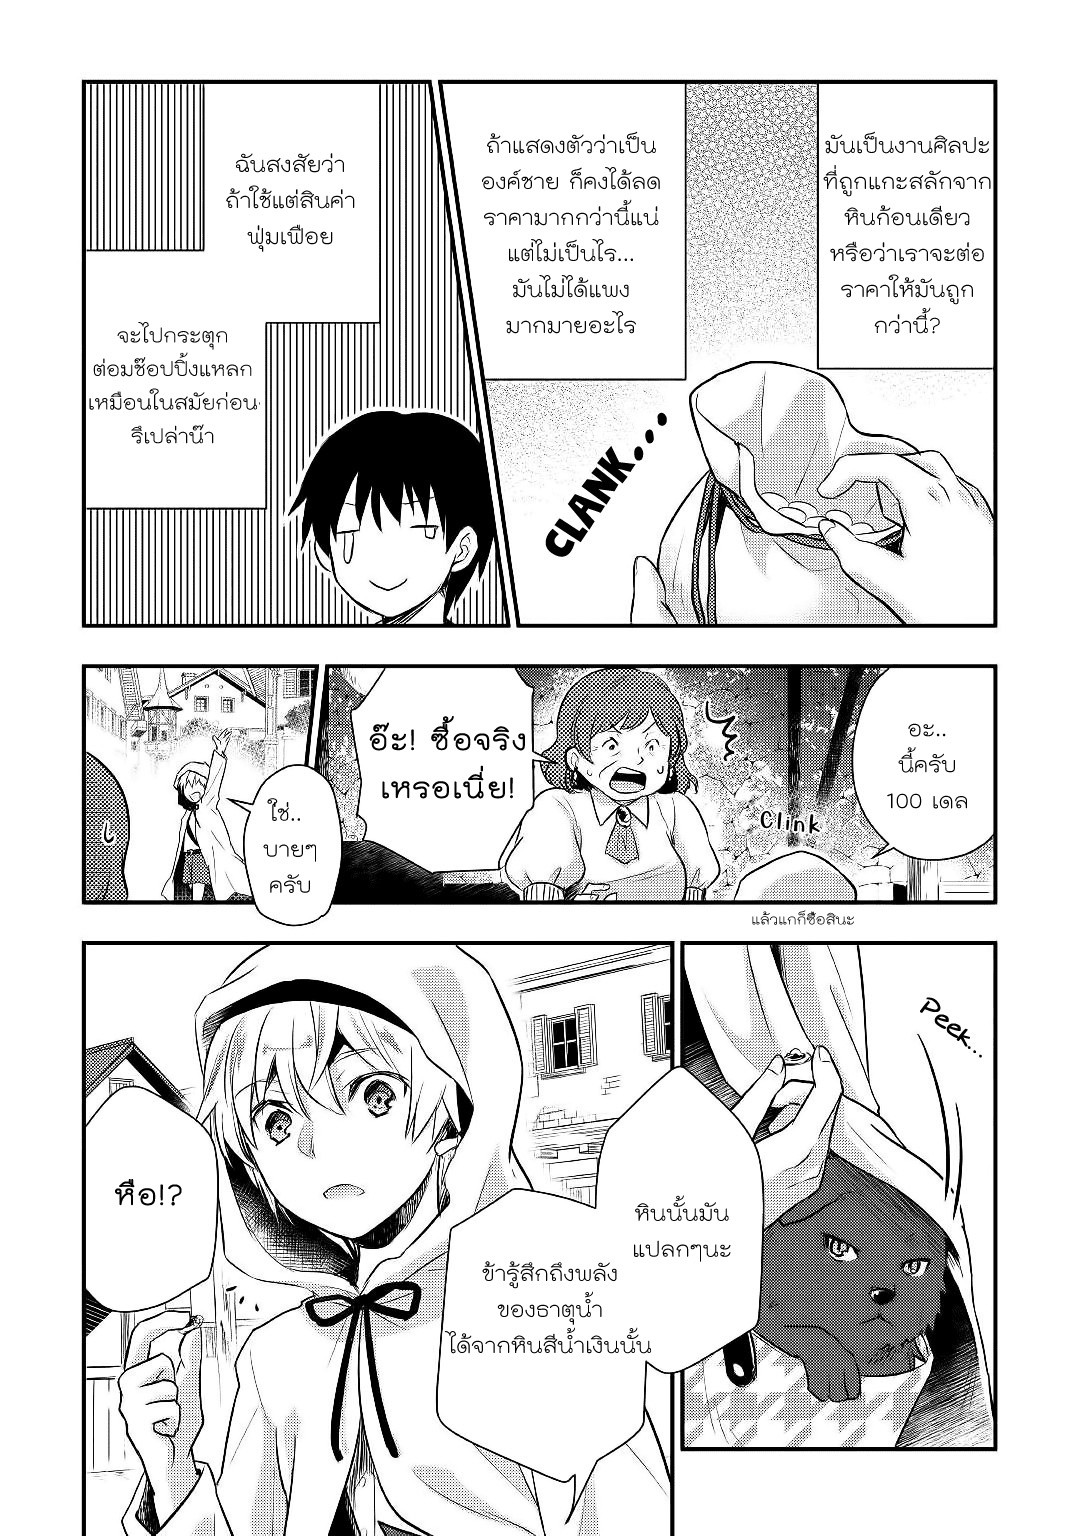 มันเป็นงานศิลปะ
ที่ถูกแกะสลักจาก
หินก้อนเดียว
หรือว่าเราจะต่อ
ราคาให้มันถูก
กว่านี้?
ถ้าแสดงตัวว่าเป็น
องค์ชาย ก็คงได้ลด
ราคามากกว่านี้แน่
แต่ไม่เป็นไร...
มันไม่ได้แพง
มากมายอะไร
CLANK...
ฉันสงสัยว่า
ถ้าใช้แต่สินค่า
ฟุ่มเฟือย
จะไปกระตุก
ต่อมช๊อปปิ้งแหลก
เหมือนในสมัยก่อน
รึเปล่าน๊า
อะ..
นี้ครับ
100 เดล
Clink
แล้วแกก็ซื้อสินะ
อ๊ะ! ซื้อจริง
เหรอเนี่ย!
ใช่..
บายๆ
ครับ
Peek...
หินนั้นมัน
แปลกๆนะ
ข้ารู้สึกถึงพลัง
ของธาตุน้ำ
ได้จากหินสีน้ำเงินนั้น
หือ!?